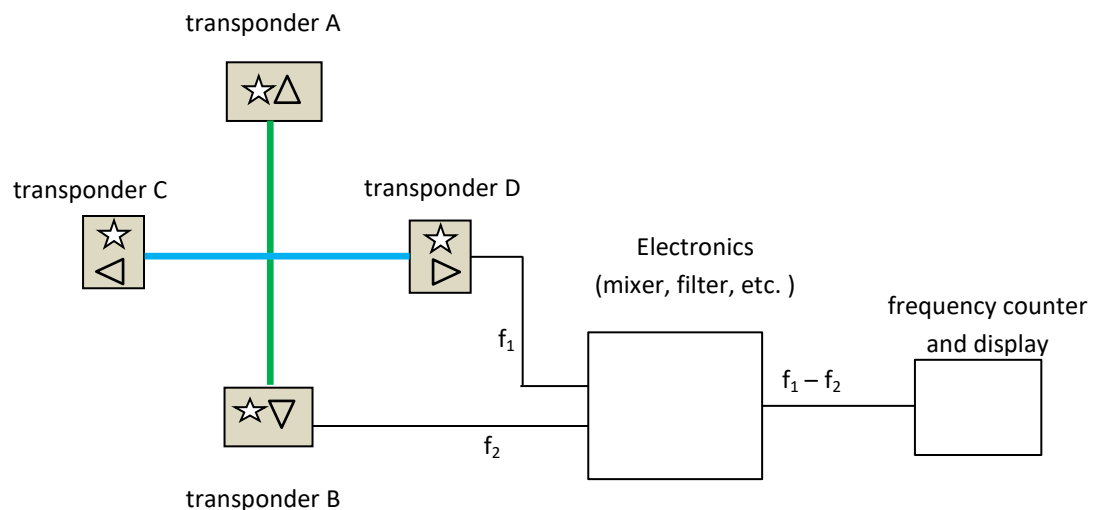 transponder A
transponder C
transponder D
Electronics
(mixer, filter, etc. )
frequency counter
and display
f₁
f₁ – f₂
f₂
transponder B